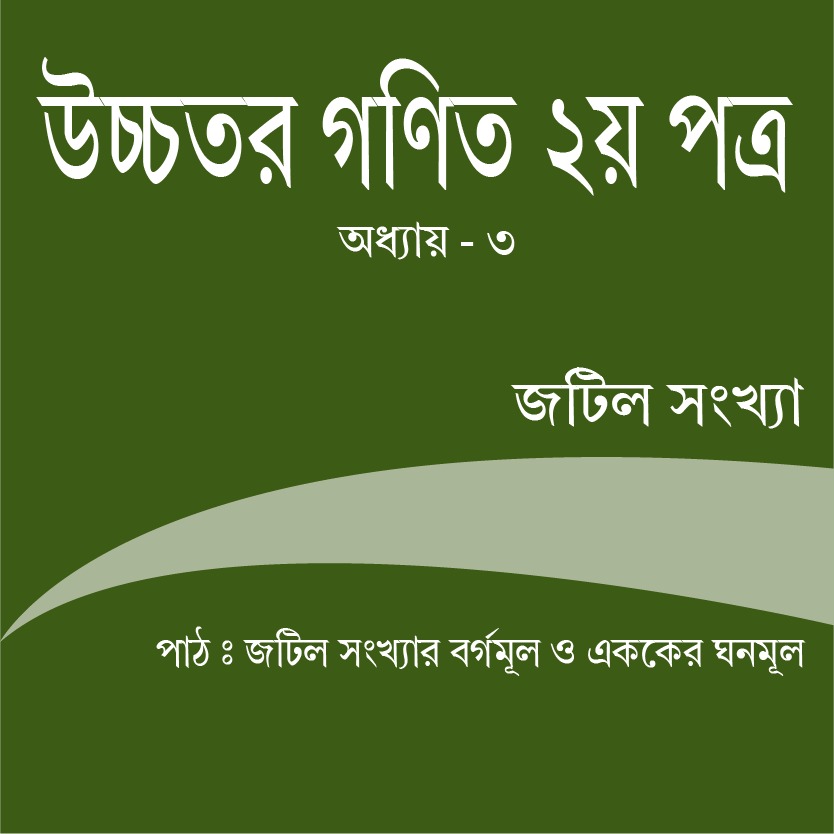 উচ্চতর গণিত ২য় পত্র
অধ্যায় - ৩
জটিল সংখ্যা
পাঠ ঃ জটিল সংখ্যার বর্গমূল ও এককের ঘনমূল